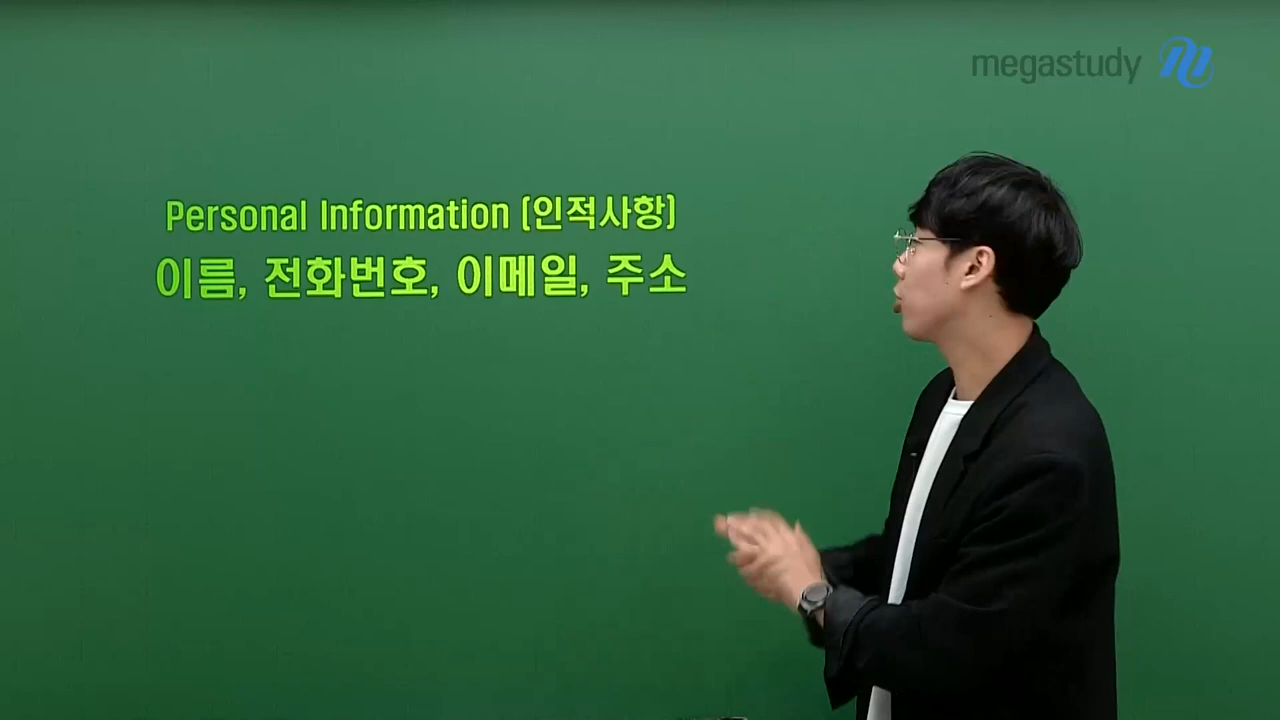 megastudy
Personal Information [인적사항]
이름, 전화번호, 이메일, 주소